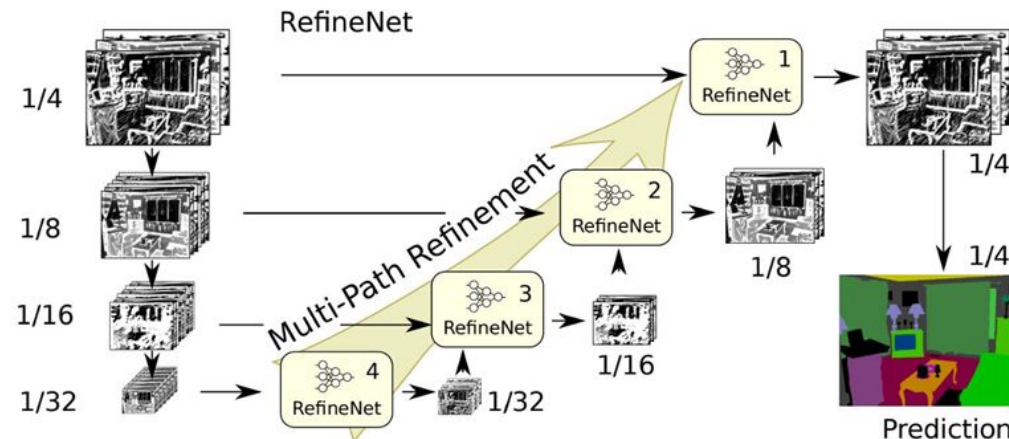 RefineNet
1/4
1
RefineNet
1/4
1/8
2
RefineNet
1/8
1/4
Multi-Path Refinement
1/16
3
RefineNet
1/16
1/32
4
RefineNet
1/32
Prediction